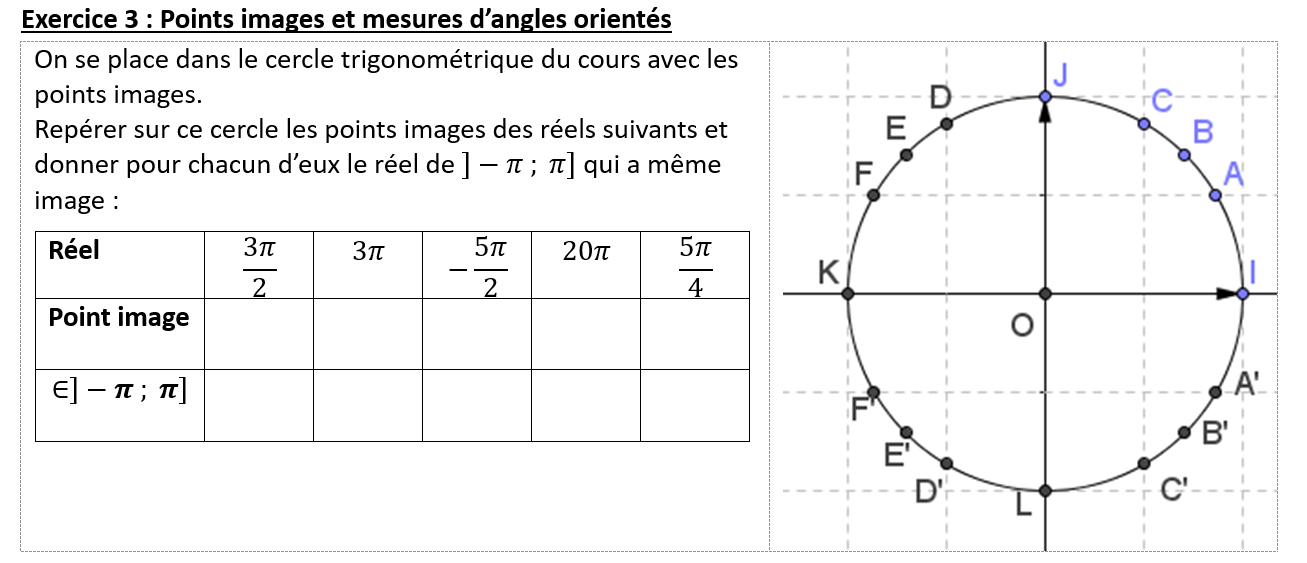 Exercice 3 : Points images et mesures d’angles orientés
On se place dans le cercle trigonométrique du cours avec les
points images.
Repérer sur ce cercle les points images des réels suivants et
donner pour chacun d’eux le réel de ] − π ; π] qui a même
image :
Réel 3π/2 3π −5π/2 20π 5π/4
Point image
∈] − π ; π]
J
D C
E B
F A
K I
O
F' A'
E' B'
D' C'
L